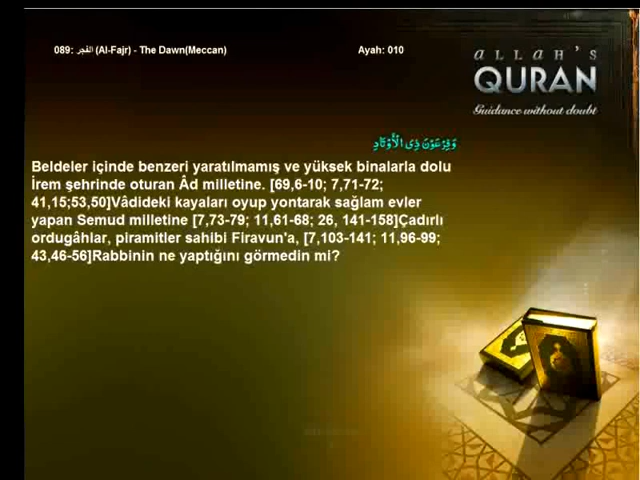 089: الفجر (Al-Fajr) - The Dawn(Meccan)
Ayah: 010
ALLAH'S
QURAN
Guidance without doubt
وَفِرْعَوْنَ ذِى الْأَوْتَادِ
Beldeler içinde benzeri yaratılmamış ve yüksek binalarla dolu
İrem şehrinde oturan Âd milletine. [69,6-10; 7,71-72;
41,15;53,50]Vâdideki kayaları oyup yontarak sağlam evler
yapan Semud milletine [7,73-79; 11,61-68; 26, 141-158]Çadırlı
ordugâhlar, piramitler sahibi Firavun'a, [7,103-141; 11,96-99;
43,46-56]Rabbinin ne yaptığını görmedin mi?